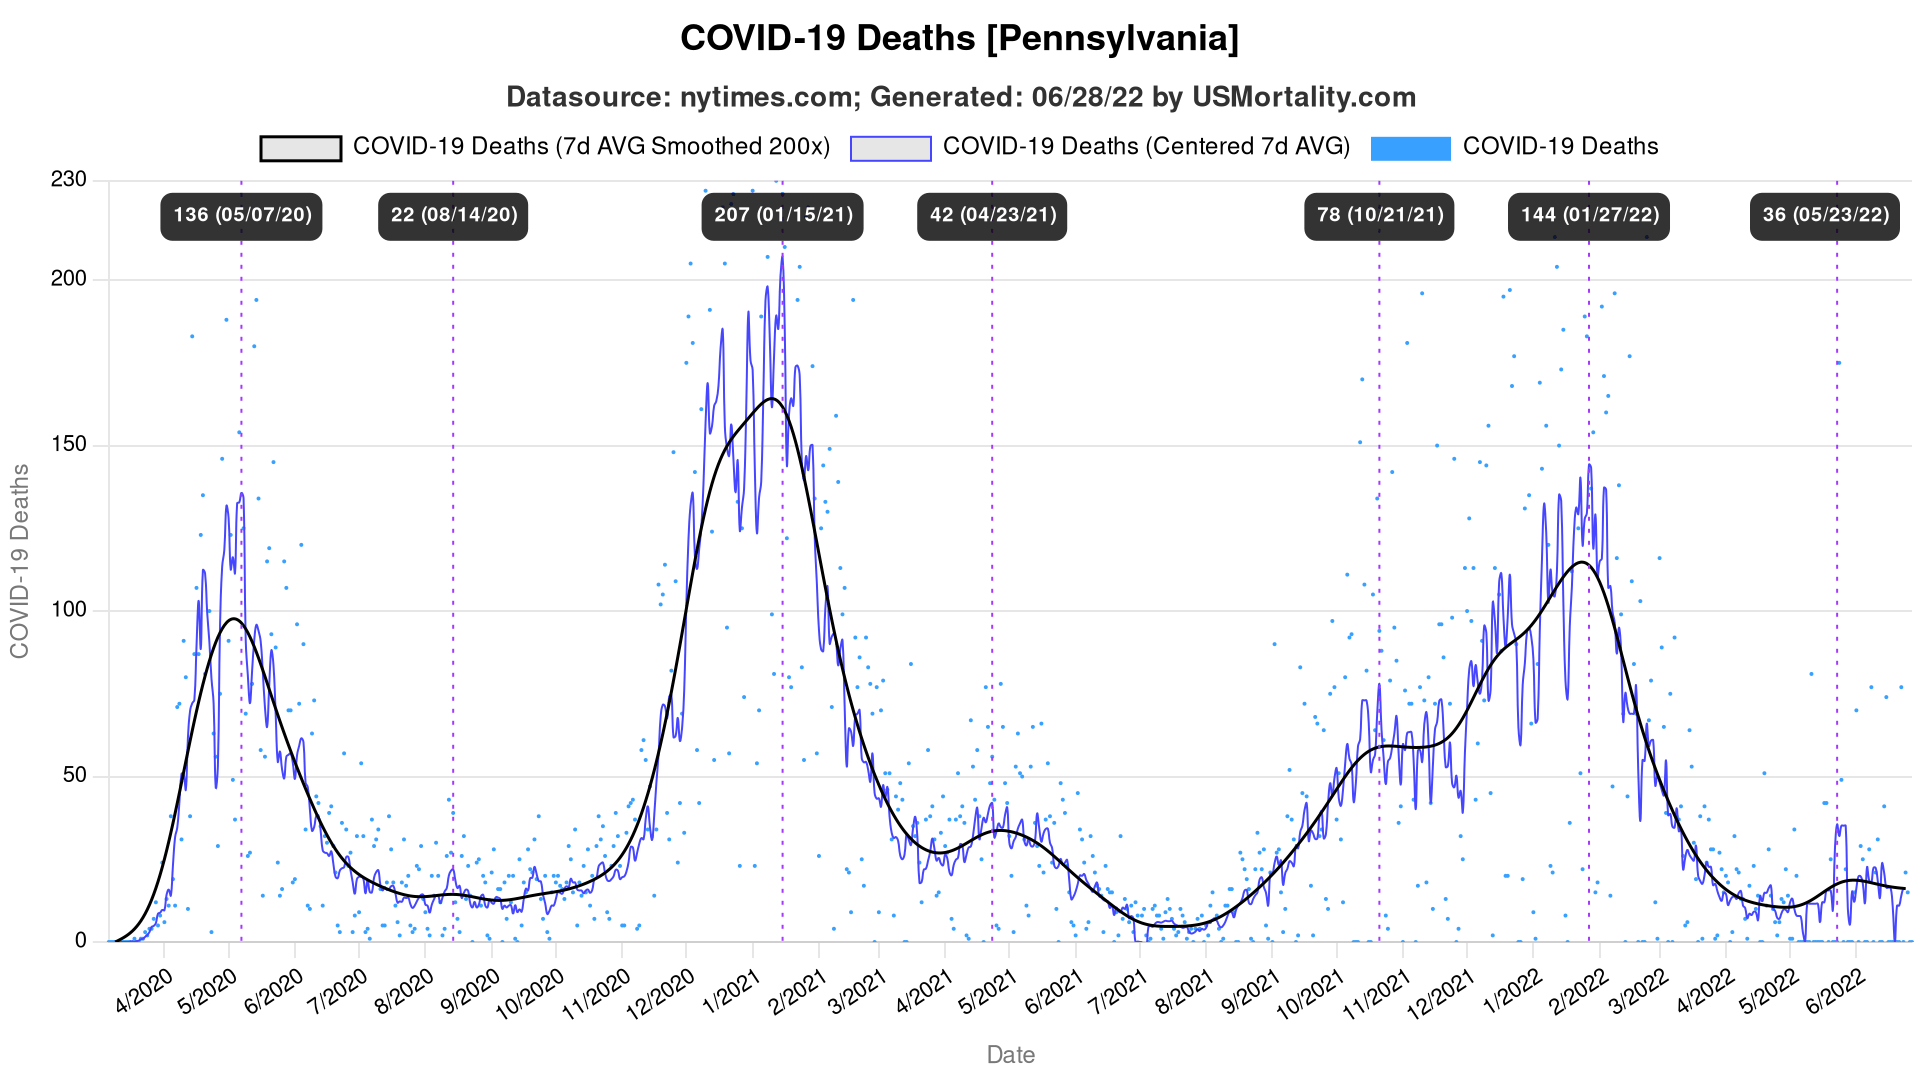 COVID-19 Deaths [Pennsylvania]
Datasource: nytimes.com; Generated: 06/28/22 by USMortality.com
COVID-19 Deaths (7d AVG Smoothed 200x) COVID-19 Deaths (Centered 7d AVG) COVID-19 Deaths
230
136 (05/07/20) 22 (08/14/20) 207 (01/15/21) 42 (04/23/21) 78 (10/21/21) 144 (01/27/22) 36 (05/23/22)
200
150
100
50
0
COVID-19 Deaths
4/2020 5/2020 6/2020 7/2020 8/2020 9/2020 10/2020 11/2020 12/2020 1/2021 2/2021 3/2021 4/2021 5/2021 6/2021 7/2021 8/2021 9/2021 10/2021 11/2021 12/2021 1/2022 2/2022 3/2022 4/2022 5/2022 6/2022
Date